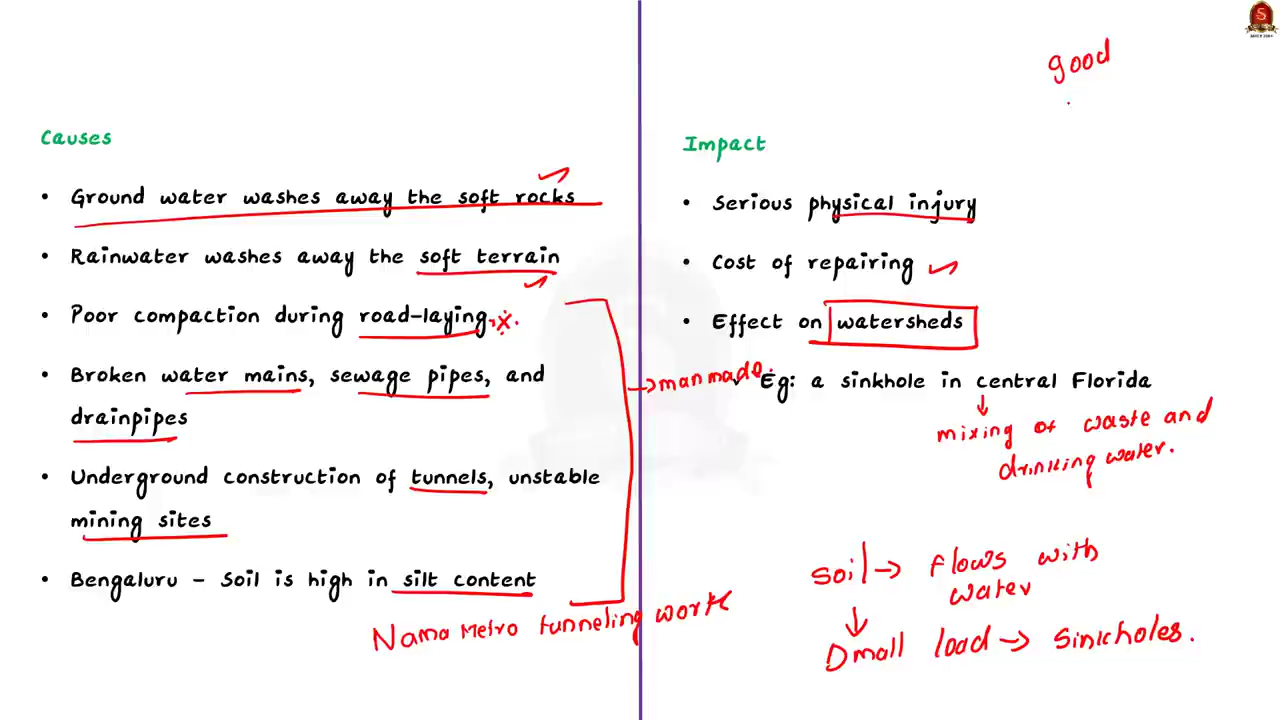 good
Causes
• Ground water washes away the soft rocks
• Rainwater washes away the soft terrain
• Poor compaction during road-laying
• Broken water mains, sewage pipes, and
drainpipes
• Underground construction of tunnels, unstable
mining sites
• Bengaluru - Soil is high in silt content
→ manmade.
Nama Metro tunneling work
Impact
• Serious physical injury
• Cost of repairing
• Effect on watersheds
Eg: a sinkhole in central Florida
mixing of waste and
drinking water.
Soil → flows with
water
Small load → Sinkholes.